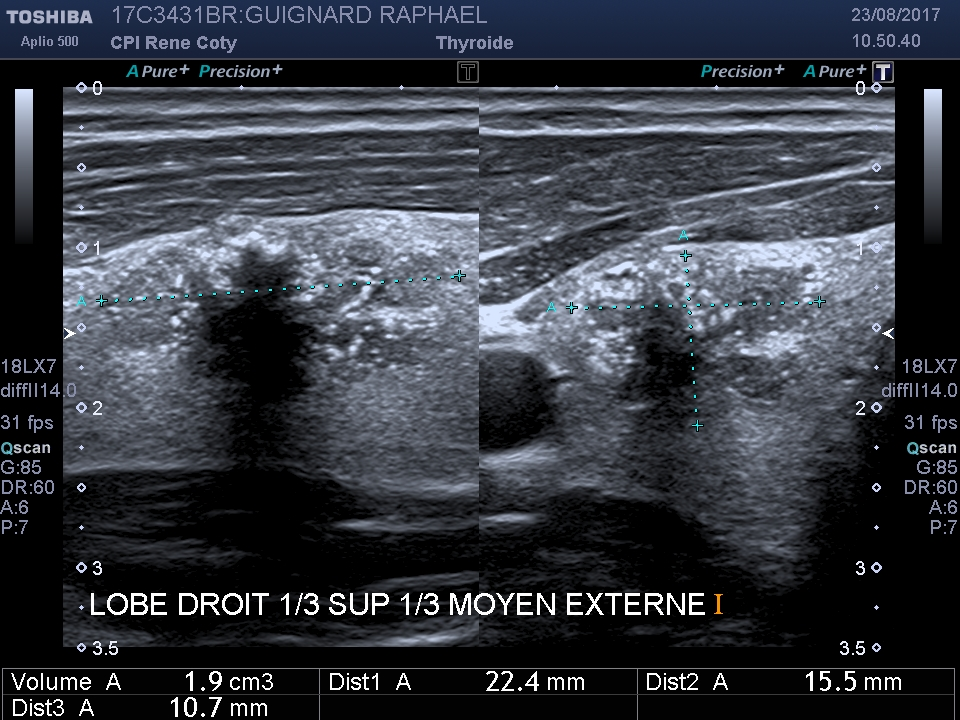 TOSHIBA 17C3431BR:GUIGNARD RAPHAEL 23/08/2017
Aplio 500 CPI Rene Coty Thyroide 10.50.40
A Pure+ Precision+ T Precision+ A Pure+ T
0 0
A
1 1
A A
18LX7 18LX7
diffII14.0 diffII14.0
2 2
31 fps 31 fps
Qscan Qscan
G:85 G:85
DR:60 DR:60
A:6 A:6
P:7 P:7
3 3
LOBE DROIT 1/3 SUP 1/3 MOYEN EXTERNE I
3.5 3.5
Volume A 1.9 cm3 Dist1 A 22.4 mm Dist2 A 15.5 mm
Dist3 A 10.7 mm